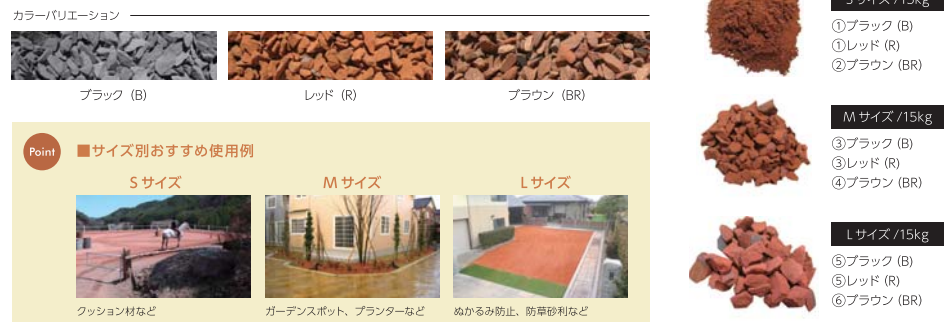 カラーバリエーション
ブラック（B）
レッド（R）
ブラウン（BR）
Point
■サイズ別おすすめ使用例
Sサイズ
Mサイズ
Lサイズ
クッション材など
ガーデンスポット、プランターなど
ぬかるみ防止、防草砂利など
Sサイズ/15kg
①ブラック（B）
①レッド（R）
②ブラウン（BR）
Mサイズ/15kg
③ブラック（B）
③レッド（R）
④ブラウン（BR）
Lサイズ/15kg
⑤ブラック（B）
⑤レッド（R）
⑥ブラウン（BR）